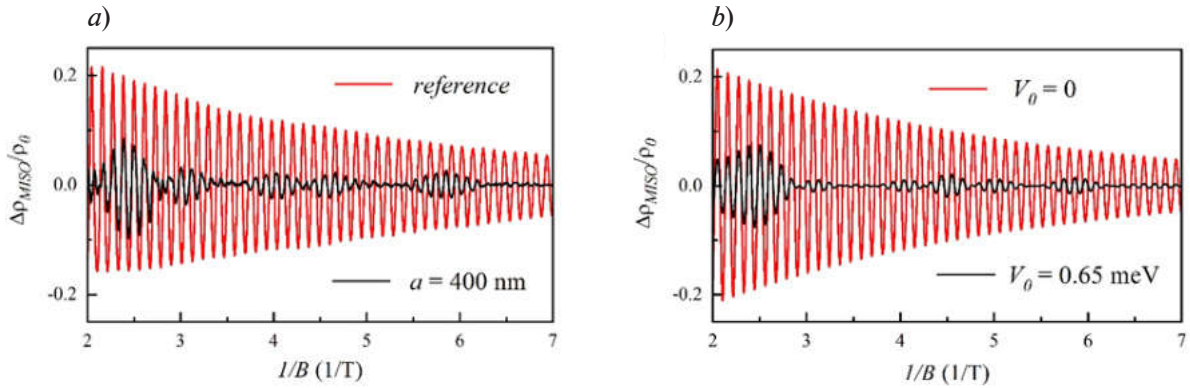 a)
Δρ_MISO/ρ_0
0.2
0.0
-0.2
reference
a = 400 nm
2 3 4 5 6 7
1/B (1/T)
b)
Δρ_MISO/ρ_0
0.2
0.0
-0.2
V_0 = 0
V_0 = 0.65 meV
2 3 4 5 6 7
1/B (1/T)